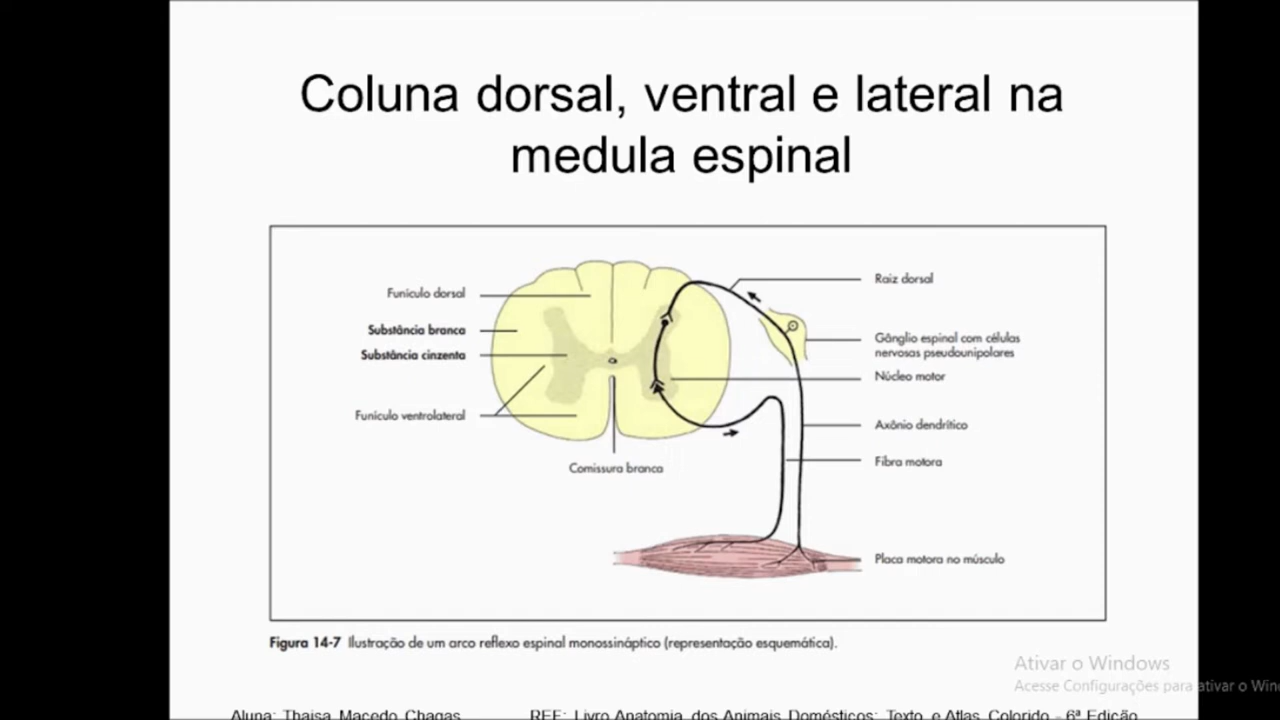 Coluna dorsal, ventral e lateral na
medula espinal
Funículo dorsal
Substância branca
Substância cinzenta
Funículo ventrolateral
Comissura branca
Raiz dorsal
Gânglio espinal com células
nervosas pseudounipolares
Núcleo motor
Axônio dendrítico
Fibra motora
Placa motora no músculo
Figura 14-7 Ilustração de um arco reflexo espinal monossináptico (representação esquemática).
Ativar o Windows
Acesse Configurações para ativar o Win
Aluna: Thaisa Macedo Chagas
REF: Livro Anatomia dos Animais Domésticos: Texto e Atlas Colorido - 6ª Edição